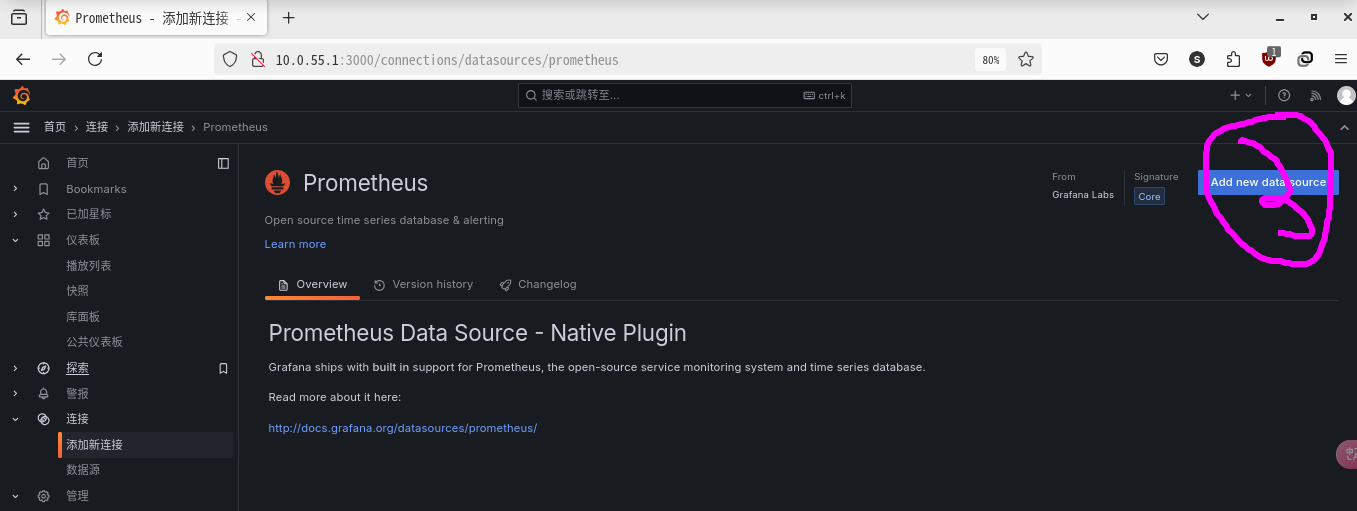 Prometheus - 添加新连接 -
10.0.55.1:3000/connections/datasources/prometheus
80%
S
1
搜索或跳转至...
ctrl+k
首页 › 连接 › 添加新连接 › Prometheus
首页
Bookmarks
已加星标
仪表板
播放列表
快照
库面板
公共仪表板
探索
警报
连接
添加新连接
数据源
管理
Prometheus
From
Grafana Labs
Signature
Core
Add new data source
Open source time series database & alerting
Learn more
Overview
Version history
Changelog
Prometheus Data Source - Native Plugin
Grafana ships with built in support for Prometheus, the open-source service monitoring system and time series database.
Read more about it here:
http://docs.grafana.org/datasources/prometheus/